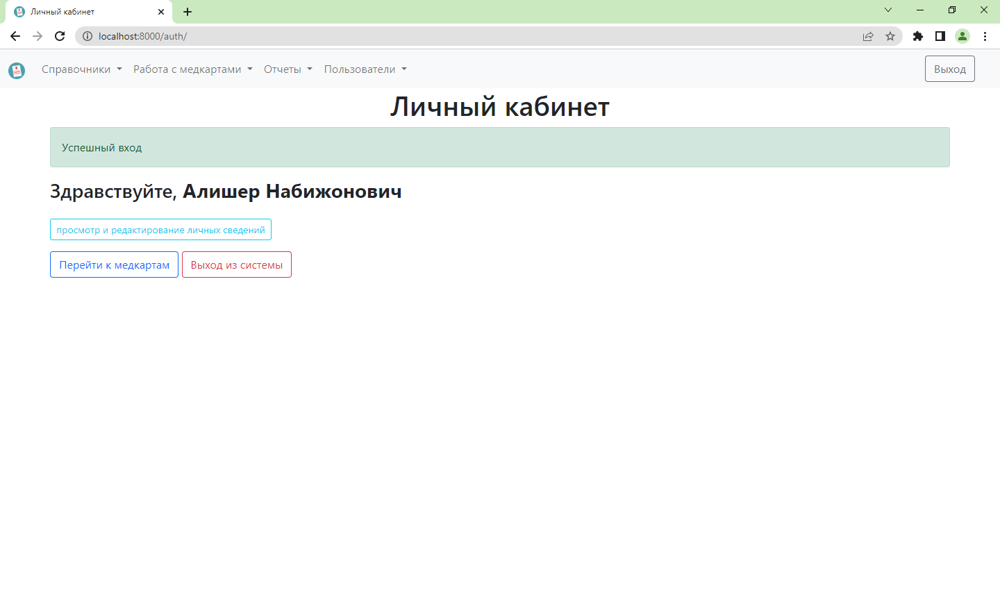 Личный кабинет
localhost:8000/auth/
Справочники Работа с медкартами Отчеты Пользователи Выход
Личный кабинет
Успешный вход
Здравствуйте, Алишер Набижонович
просмотр и редактирование личных сведений
Перейти к медкартам Выход из системы